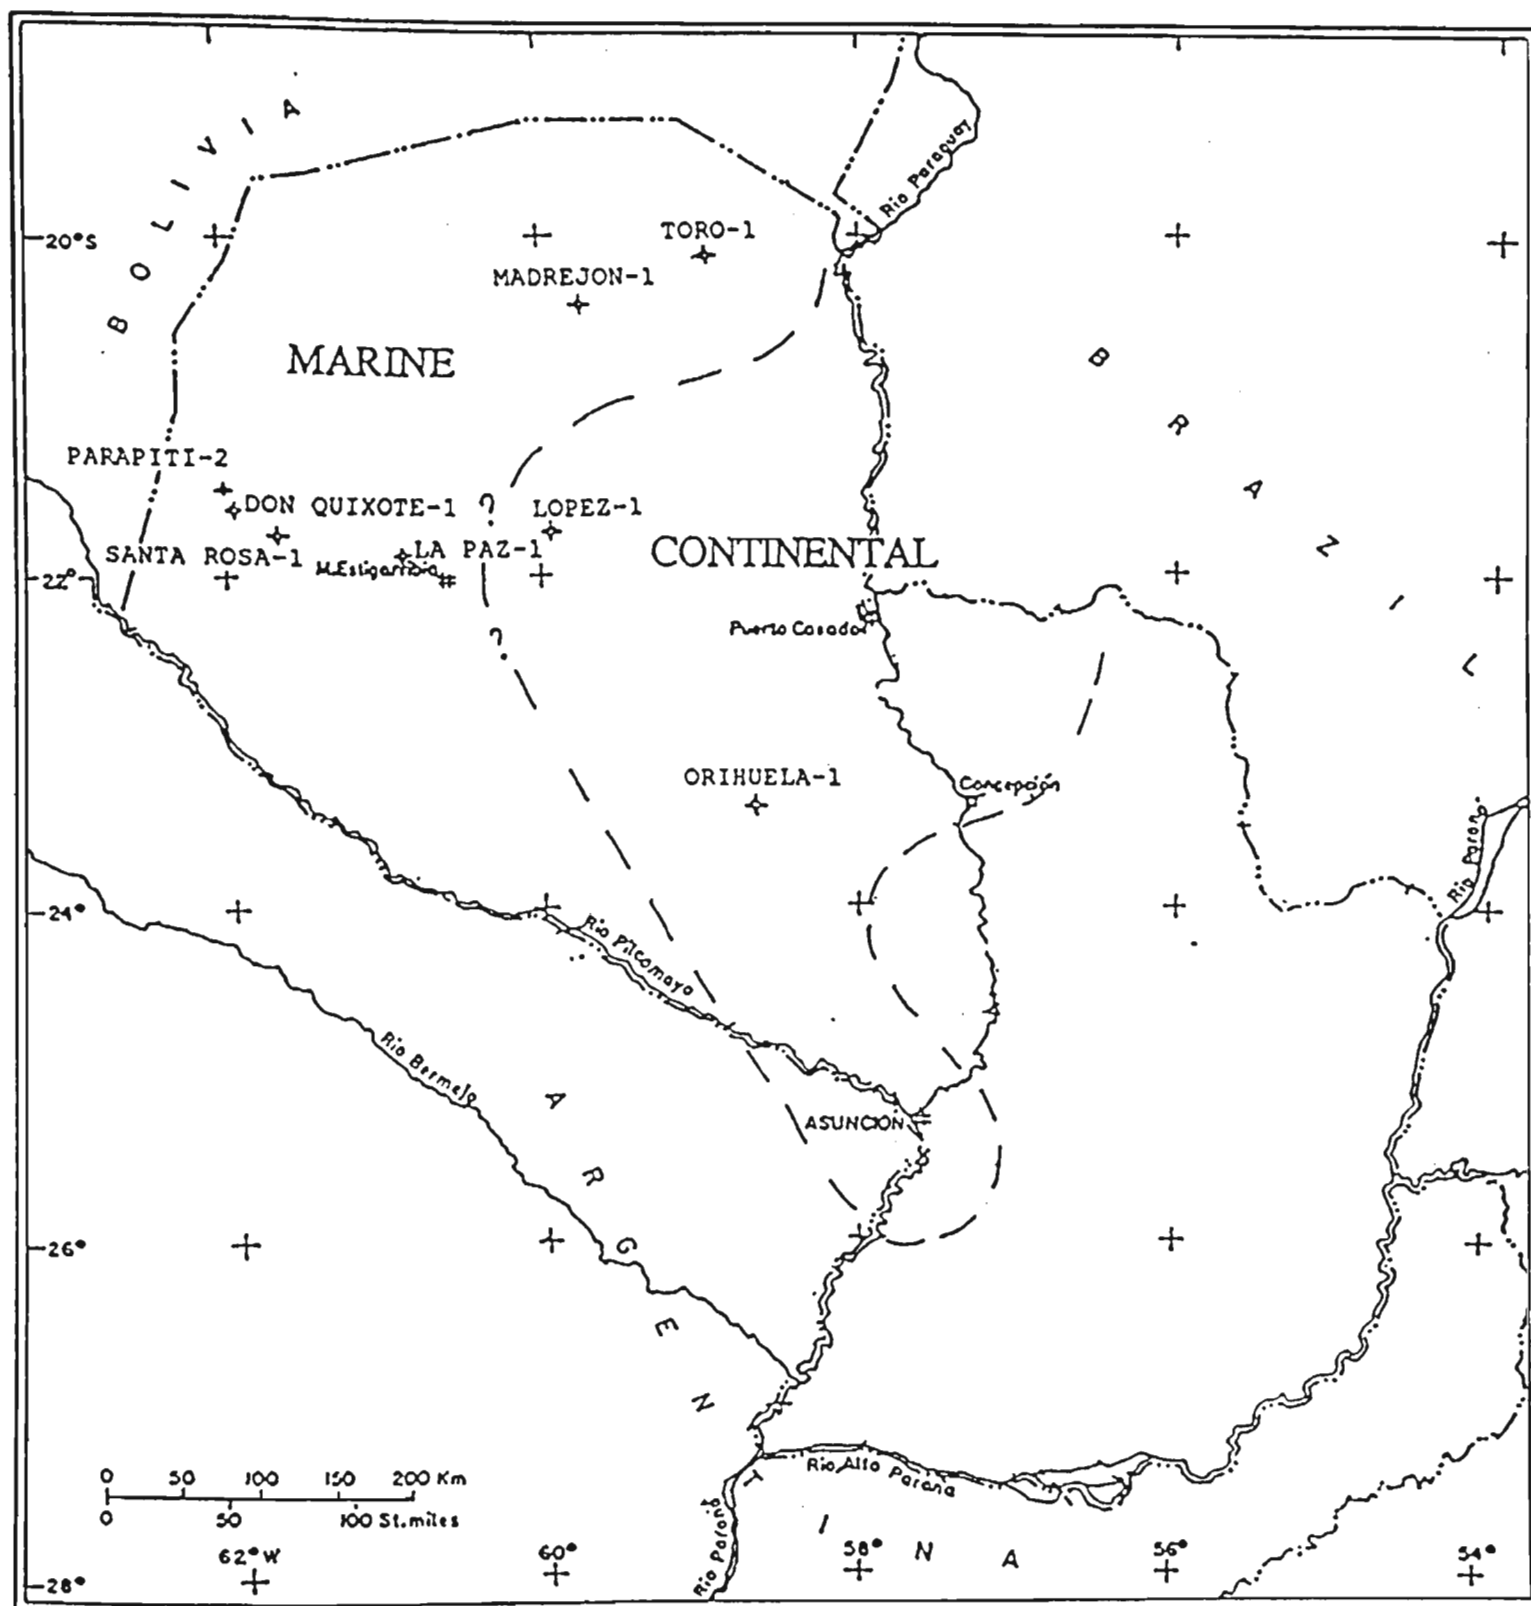 BOLIVIA
Rio Paraguay
20°S
TORO-1
MADREJON-1
MARINE
BRAZIL
PARAPITI-2
DON QUIXOTE-1
LOPEZ-1
?
CONTINENTAL
SANTA ROSA-1
LA PAZ-1
M.Estigarribia
22°
Puerto Casado
?
ORIHUELA-1
Concepción
Rio Paraná
24°
Rio Pilcomayo
Rio Bermejo
ASUNCION
ARGENTINA
26°
0 50 100 150 200 Km
0 50 100 St.miles
Rio Alto Parana
Rio Paraná
62°W
60°
58°
56°
54°
28°